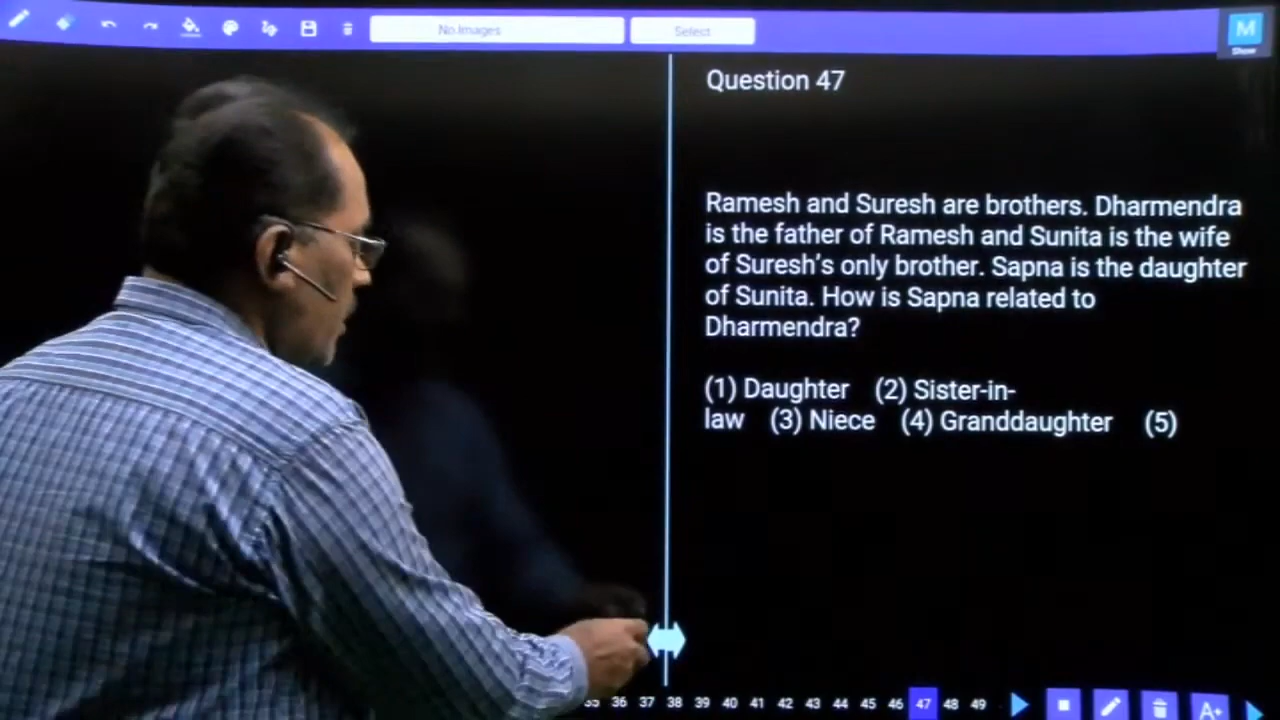 No.Images
Select
M
Show
Question 47
Ramesh and Suresh are brothers. Dharmendra
is the father of Ramesh and Sunita is the wife
of Suresh's only brother. Sapna is the daughter
of Sunita. How is Sapna related to
Dharmendra?
(1) Daughter (2) Sister-in-
law (3) Niece (4) Granddaughter (5)
35 36 37 38 39 40 41 42 43 44 45 46 47 48 49
A+